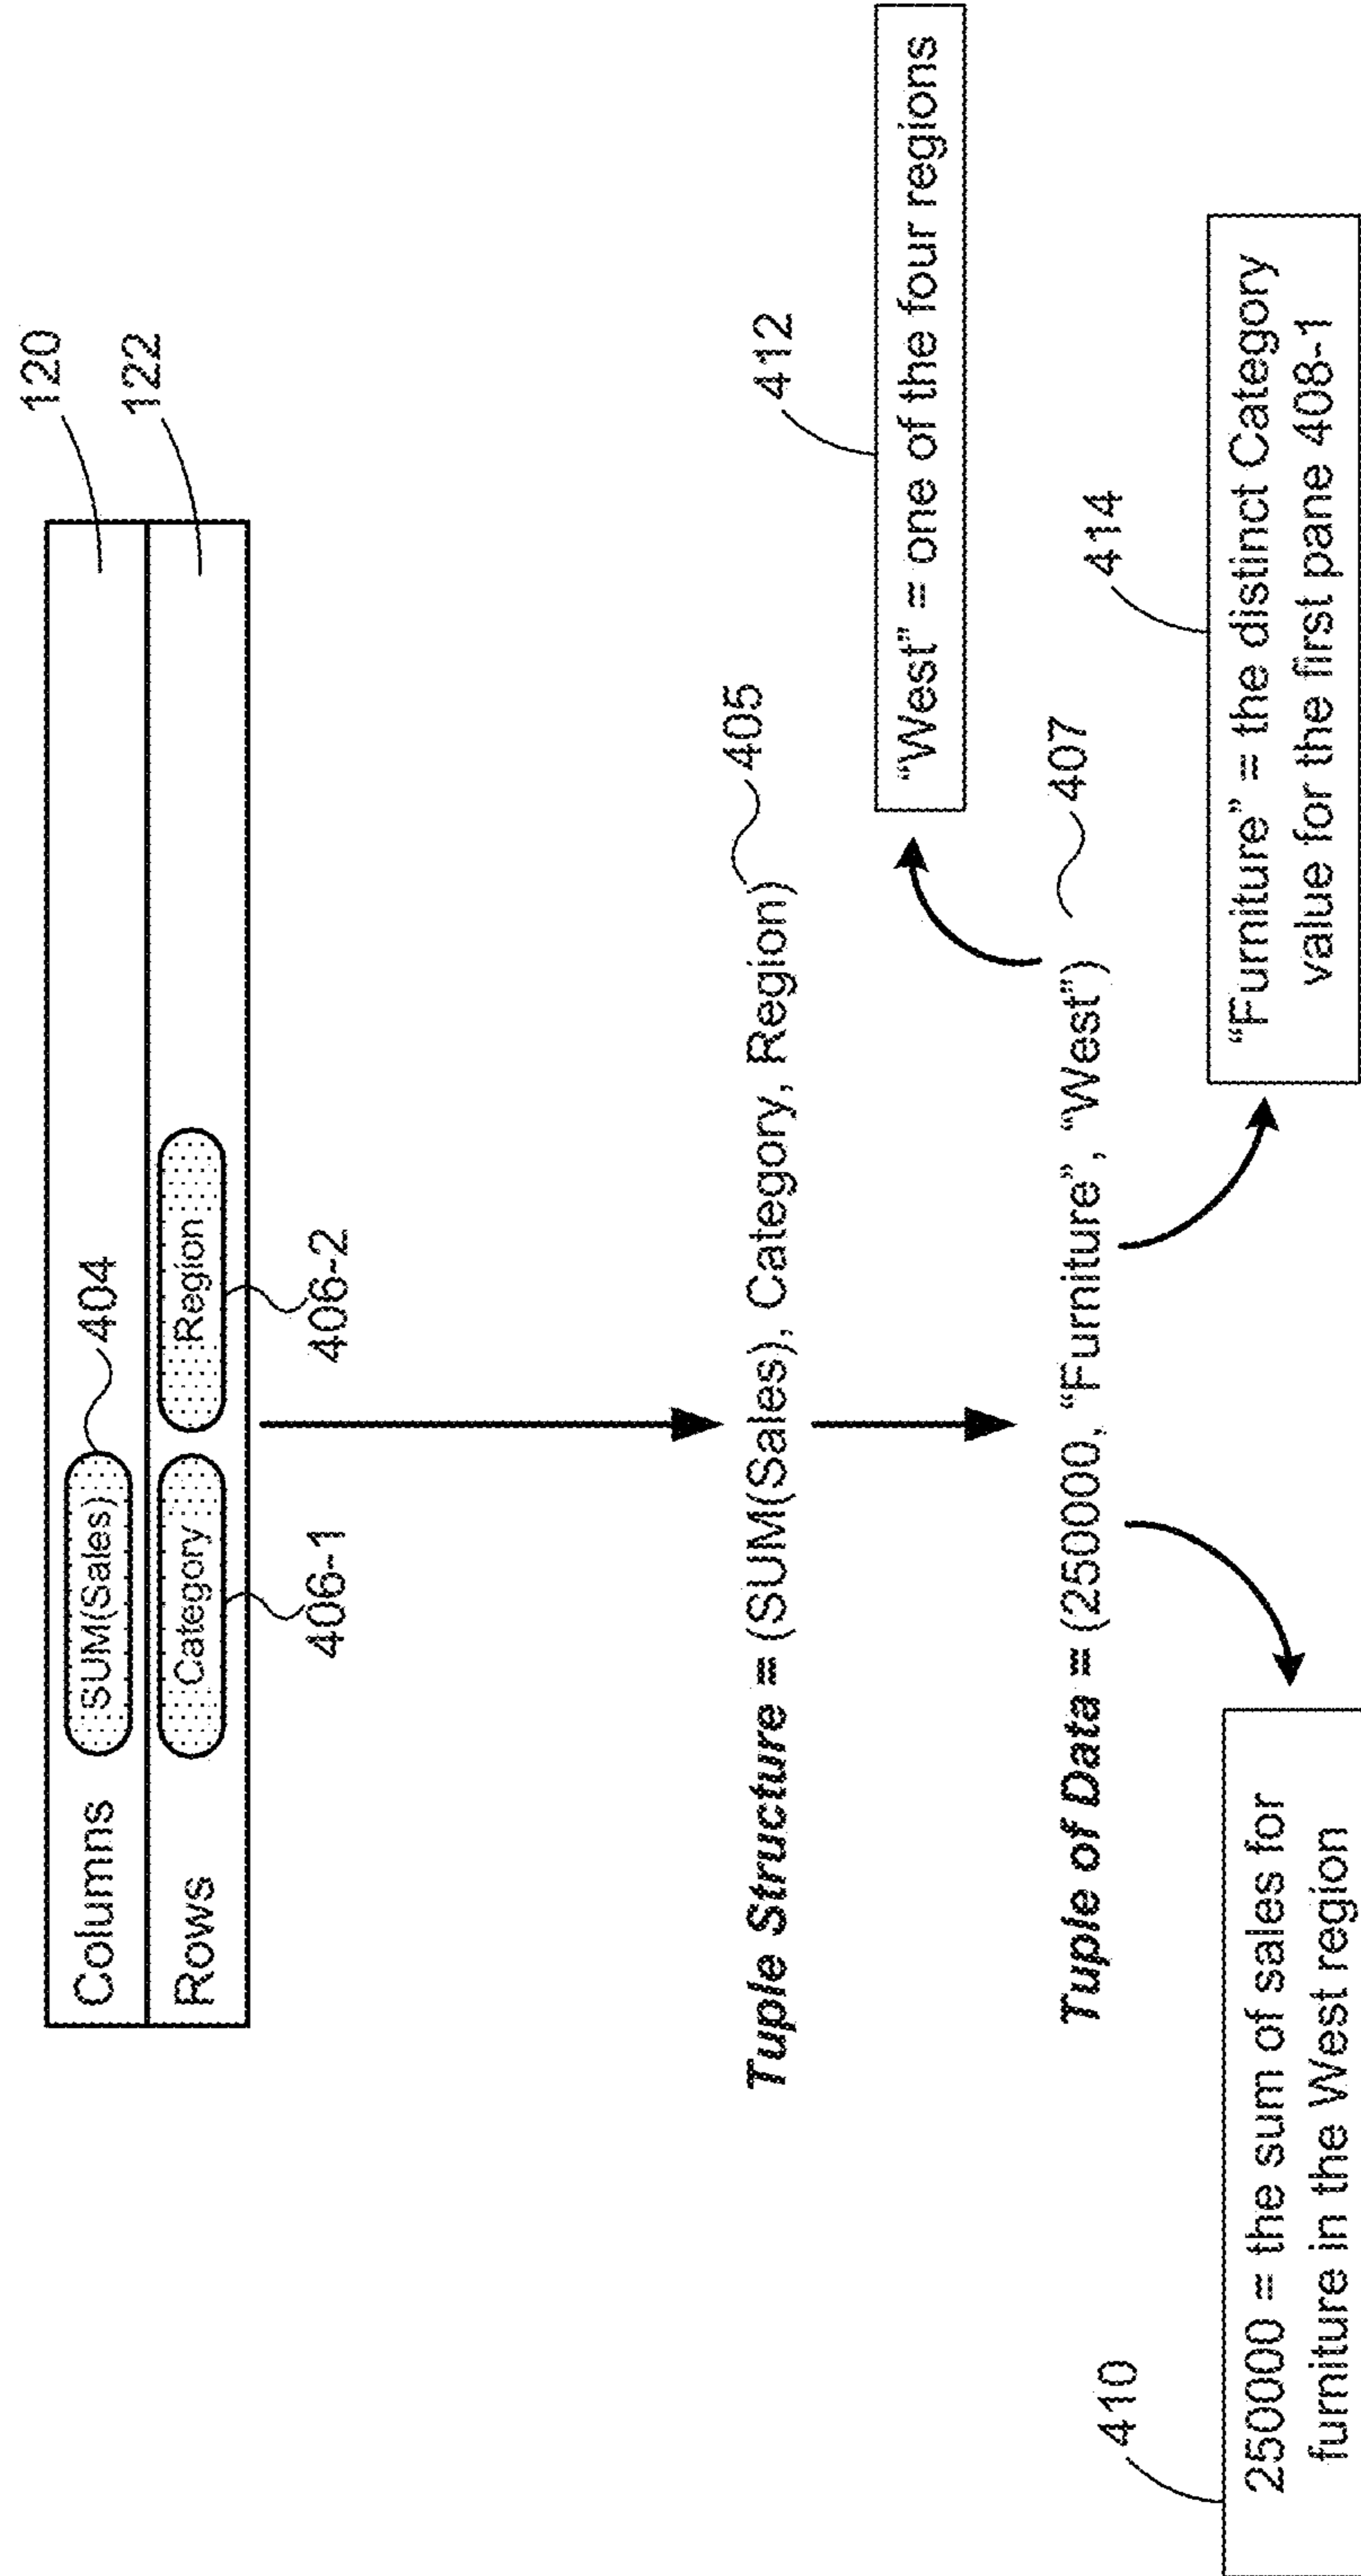 120
Columns
SUM(Sales)
404
122
Rows
Category
Region
406-1
406-2
Tuple Structure = (SUM(Sales), Category, Region)
405
412
"West" = one of the four regions
Tuple of Data = (250000, "Furniture", "West")
407
410
250000 = the sum of sales for
furniture in the West region
414
"Furniture" = the distinct Category
value for the first pane 408-1